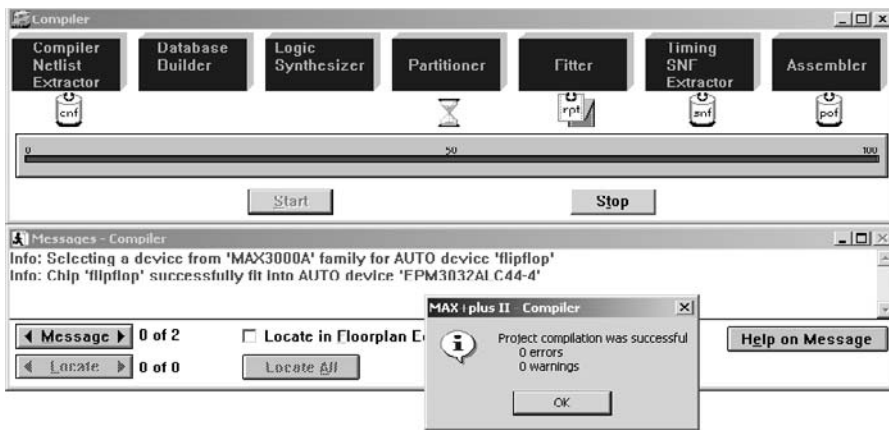 Compiler
Compiler Netlist Extractor
Database Builder
Logic Synthesizer
Partitioner
Fitter
Timing SNF Extractor
Assembler
cnf
rpt
snf
pof
0 50 100
Start
Stop
Messages - Compiler
Info: Selecting a device from 'MAX3000A' family for AUTO device 'flipflop'
Info: Chip 'flipflop' successfully fit into AUTO device 'EPM3032ALC44-4'
Message 0 of 2
Locate in Floorplan
Help on Message
Locate 0 of 0
Locate All
MAX+plus II - Compiler
Project compilation was successful
0 errors
0 warnings
OK